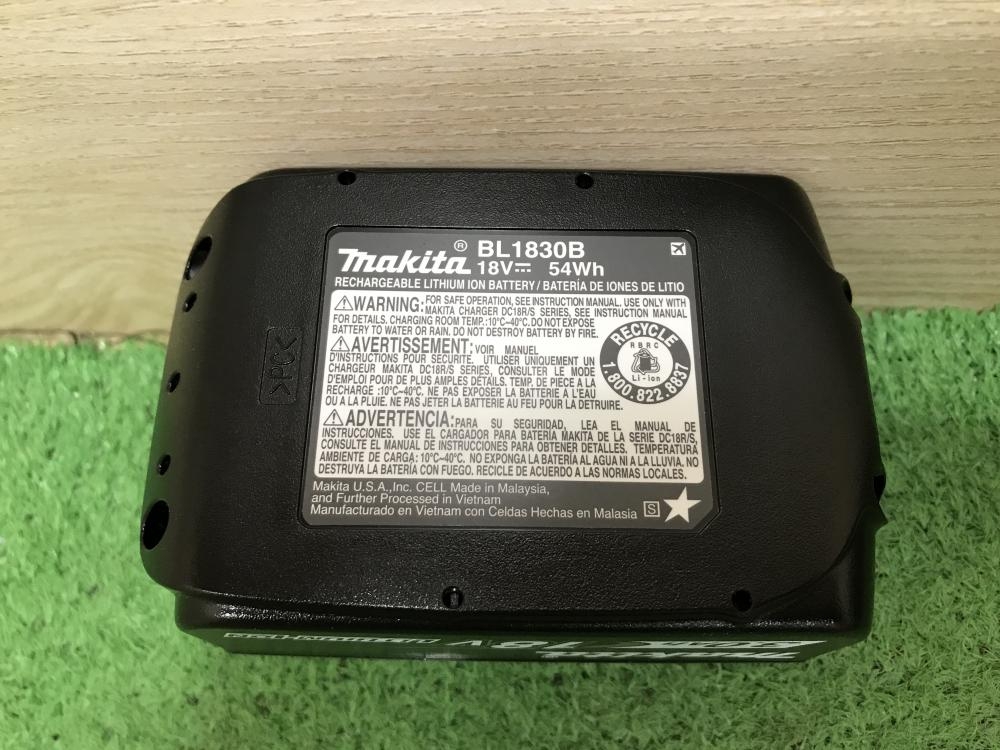 makita® BL1830B
18V 54Wh
RECHARGEABLE LITHIUM ION BATTERY / BATERÍA DE IONES DE LITIO
⚠WARNING: FOR SAFE OPERATION, SEE INSTRUCTION MANUAL. USE ONLY WITH
MAKITA CHARGER DC18R/S SERIES, SEE INSTRUCTION MANUAL
FOR DETAILS. CHARGING ROOM TEMP.:10°C–40°C. DO NOT EXPOSE
BATTERY TO WATER OR RAIN. DO NOT DESTROY BATTERY BY FIRE.
⚠AVERTISSEMENT: VOIR MANUEL
D'INSTRUCTIONS POUR SECURITE. UTILISER UNIQUEMENT UN
CHARGEUR MAKITA DC18R/S SERIES, CONSULTER LE MODE
D'EMPLOI POUR DE PLUS AMPLES DÉTAILS. TEMP. DE PIECE A LA
RECHARGE :10°C–40°C. NE PAS EXPOSER LA BATTERIE A L'EAU
OU A LA PLUIE. NE PAS JETER LA BATTERIE AU FEU POUR LA DETRUIRE.
RECYCLE
RBRC
Li-ion
1.800.822.8837
⚠ADVERTENCIA: PARA SU SEGURIDAD, LEA EL MANUAL DE
INSTRUCCIONES. USE EL CARGADOR PARA BATERÍA MAKITA DE LA SERIE DC18R/S,
CONSULTE EL MANUAL DE INSTRUCCIONES PARA OBTENER DETALLES. TEMPERATURA
AMBIENTE DE CARGA: 10°C–40°C. NO EXPONGA LA BATERÍA AL AGUA NI A LA LLUVIA. NO
DESTRUYA LA BATERÍA CON FUEGO. RECICLE DE ACUERDO A LAS NORMAS LOCALES.
Makita U.S.A.,Inc. CELL Made in Malaysia,
and Further Processed in Vietnam
Manufacturado en Vietnam con Celdas Hechas en Malasia S
>PC<
18V